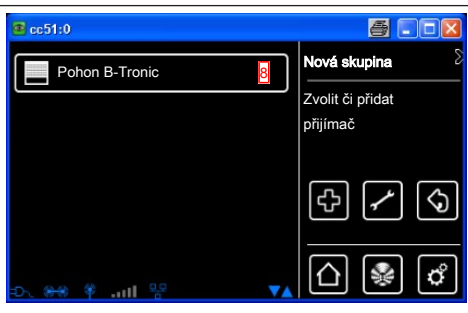 cc51:0
Pohon B-Tronic
8
Nová skupina
Zvolit či přidat
přijímač